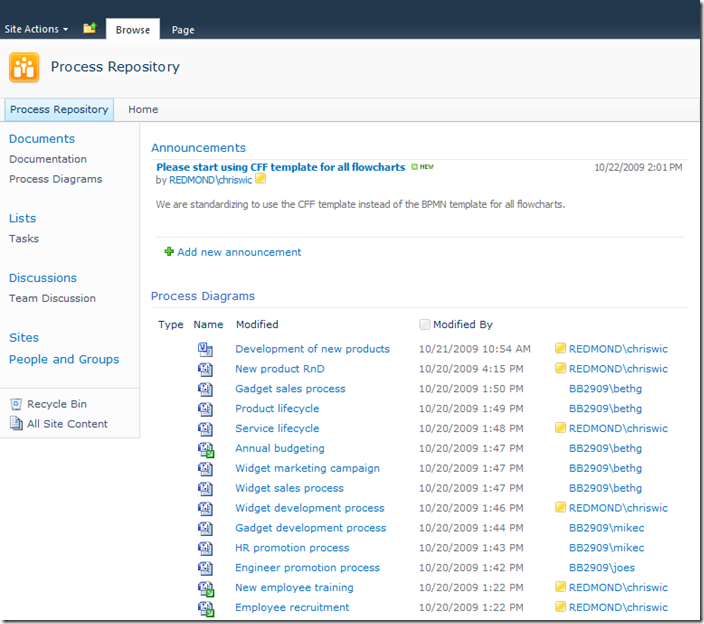 Site Actions
Browse
Page
Process Repository
Process Repository
Home
Documents
Documentation
Process Diagrams
Lists
Tasks
Discussions
Team Discussion
Sites
People and Groups
Recycle Bin
All Site Content
Announcements
Please start using CFF template for all flowcharts NEW 10/22/2009 2:01 PM
by REDMOND\chriswic
We are standardizing to use the CFF template instead of the BPMN template for all flowcharts.
Add new announcement
Process Diagrams
Type Name Modified Modified By
Development of new products 10/21/2009 10:54 AM REDMOND\chriswic
New product RnD 10/20/2009 4:15 PM REDMOND\chriswic
Gadget sales process 10/20/2009 1:50 PM BB2909\bethg
Product lifecycle 10/20/2009 1:49 PM BB2909\bethg
Service lifecycle 10/20/2009 1:48 PM REDMOND\chriswic
Annual budgeting 10/20/2009 1:47 PM BB2909\bethg
Widget marketing campaign 10/20/2009 1:47 PM BB2909\bethg
Widget sales process 10/20/2009 1:47 PM BB2909\bethg
Widget development process 10/20/2009 1:46 PM REDMOND\chriswic
Gadget development process 10/20/2009 1:44 PM BB2909\mikec
HR promotion process 10/20/2009 1:43 PM BB2909\mikec
Engineer promotion process 10/20/2009 1:42 PM BB2909\joes
New employee training 10/20/2009 1:22 PM REDMOND\chriswic
Employee recruitment 10/20/2009 1:22 PM REDMOND\chriswic